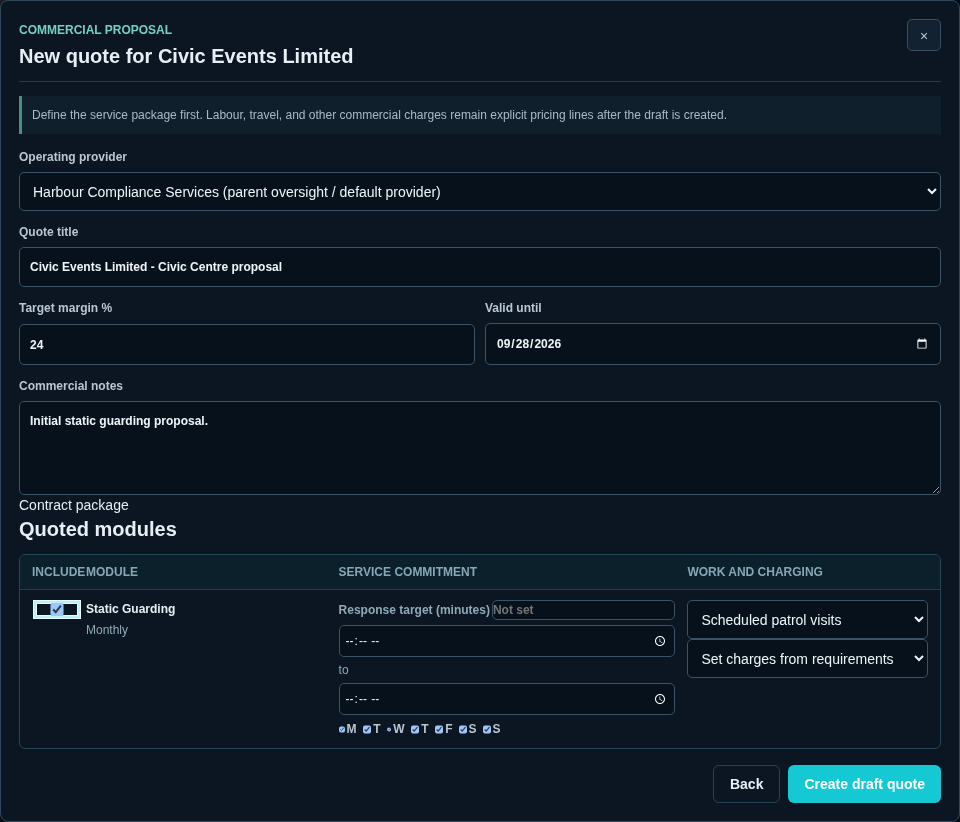 COMMERCIAL PROPOSAL
New quote for Civic Events Limited
×
Define the service package first. Labour, travel, and other commercial charges remain explicit pricing lines after the draft is created.
Operating provider
Harbour Compliance Services (parent oversight / default provider)
Quote title
Civic Events Limited - Civic Centre proposal
Target margin % Valid until
24 09/28/2026
Commercial notes
Initial static guarding proposal.
Contract package
Quoted modules
INCLUDE MODULE SERVICE COMMITMENT WORK AND CHARGING
Static Guarding Response target (minutes) Not set Scheduled patrol visits
Monthly --:-- --
to Set charges from requirements
--:-- --
M T W T F S S
Back Create draft quote